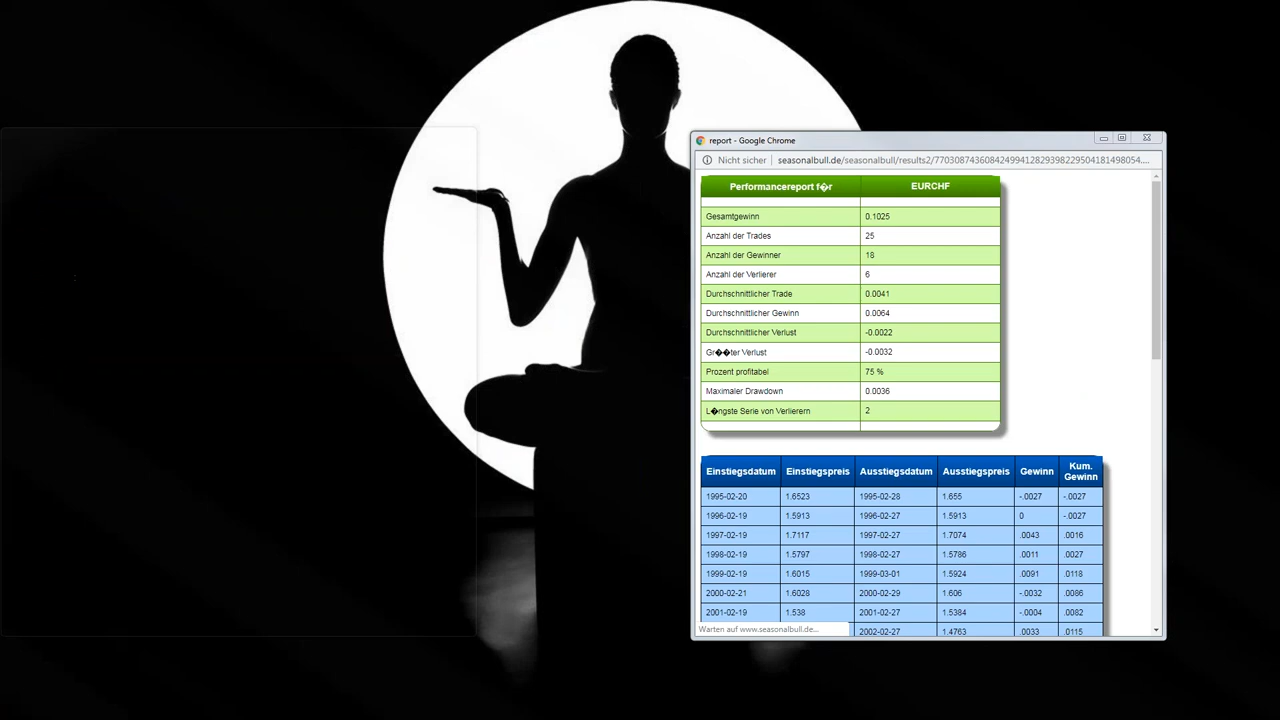 report - Google Chrome
Nicht sicher | seasonalbull.de/seasonalbull/results2/77030874360842499412829398229504181498054....
Performancereport f�r EURCHF
Gesamtgewinn 0.1025
Anzahl der Trades 25
Anzahl der Gewinner 18
Anzahl der Verlierer 6
Durchschnittlicher Trade 0.0041
Durchschnittlicher Gewinn 0.0064
Durchschnittlicher Verlust -0.0022
Gr��ter Verlust -0.0032
Prozent profitabel 75 %
Maximaler Drawdown 0.0036
L�ngste Serie von Verlierern 2
Einstiegsdatum Einstiegspreis Ausstiegsdatum Ausstiegspreis Gewinn Kum. Gewinn
1995-02-20 1.6523 1995-02-28 1.655 -.0027 -.0027
1996-02-19 1.5913 1996-02-27 1.5913 0 -.0027
1997-02-19 1.7117 1997-02-27 1.7074 .0043 .0016
1998-02-19 1.5797 1998-02-27 1.5786 .0011 .0027
1999-02-19 1.6015 1999-03-01 1.5924 .0091 .0118
2000-02-21 1.6028 2000-02-29 1.606 -.0032 .0086
2001-02-19 1.538 2001-02-27 1.5384 -.0004 .0082
2002-02-27 1.4763 .0033 .0115
Warten auf www.seasonalbull.de...